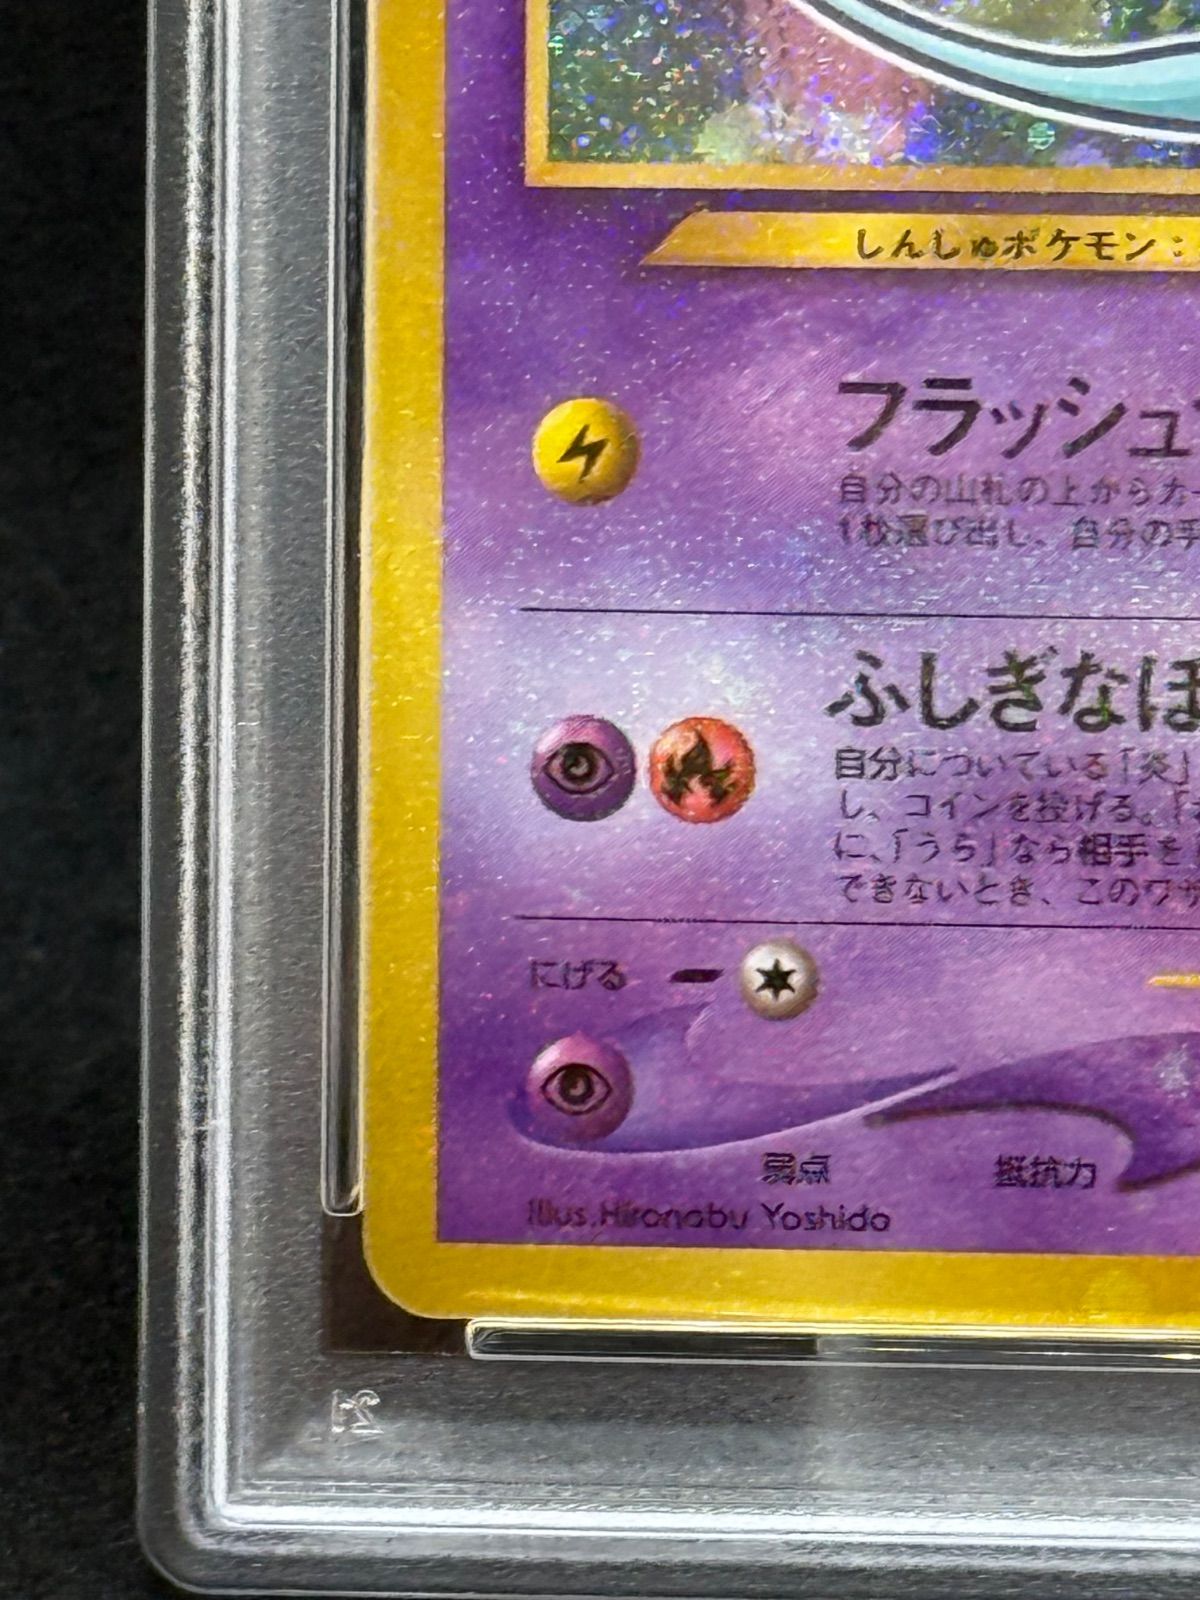 しんしゅポケモン：
フラッシュ
自分の山札の上からカ
1枚選び出し、自分の手
ふしぎなほ
自分についている「炎」
し、コインを投げる。「
に、「うら」なら相手を
できないとき、このワザ
にげる
弱点 抵抗力
Illus.Hironobu Yoshida